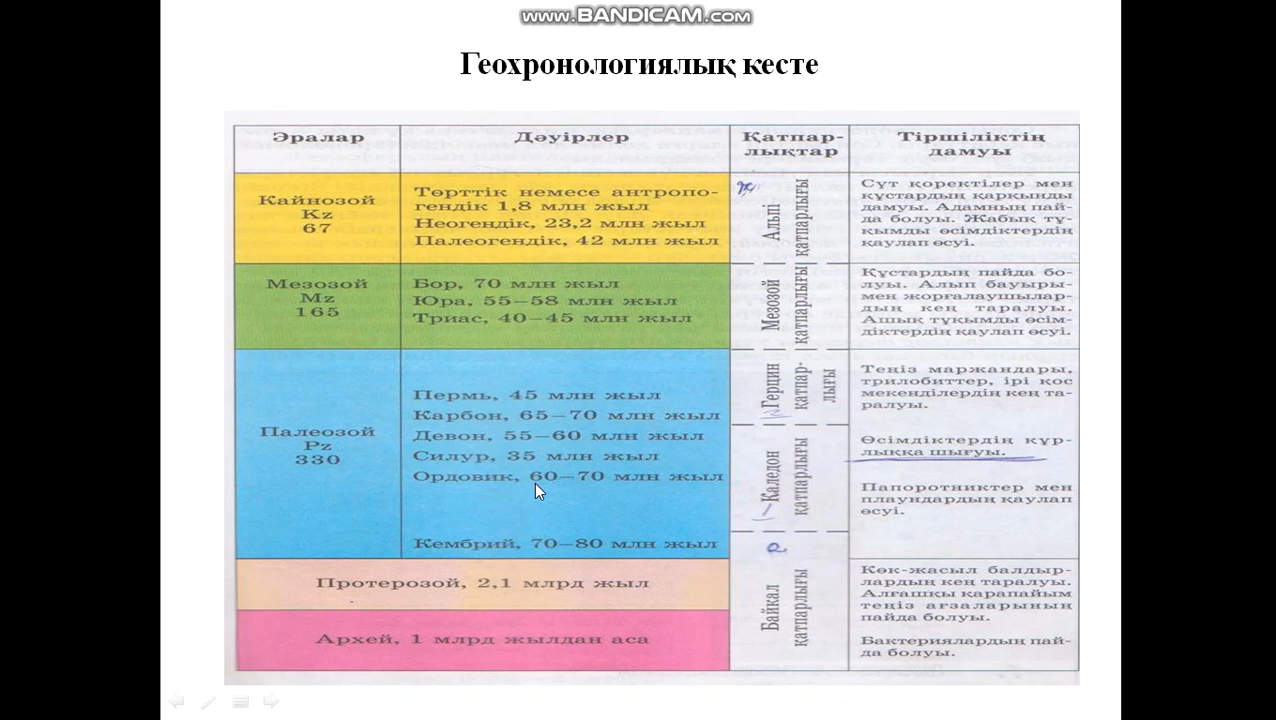 www.BANDICAM.com
Геохронологиялық кесте
Эралар
Дәуірлер
Қатпар-
лықтар
Тіршіліктің
дамуы
Кайнозой
Kz
67
Төрттік немесе антропо-
гендік 1,8 млн жыл
Неогендік, 23,2 млн жыл
Палеогендік, 42 млн жыл
Альпі
қатпарлығы
Сүт қоректілер мен
құстардың қарқынды
дамуы. Адамның пай-
да болуы. Жабық тұ-
қымды өсімдіктердің
қаулап өсуі.
Мезозой
Mz
165
Бор, 70 млн жыл
Юра, 55—58 млн жыл
Триас, 40—45 млн жыл
Мезозой
қатпарлығы
Құстардың пайда бо-
луы. Алып бауыры-
мен жорғалаушылар-
дың кең таралуы.
Ашық тұқымды өсім-
діктердің қаулап өсуі.
Палеозой
Pz
330
Пермь, 45 млн жыл
Карбон, 65—70 млн жыл
Девон, 55—60 млн жыл
Силур, 35 млн жыл
Ордовик, 60—70 млн жыл
Кембрий, 70—80 млн жыл
Герцин
қатпар-
лығы
Каледон
қатпарлығы
Теңіз маржандары,
трилобиттер, ірі қос
мекенділердің кең та-
ралуы.
Өсімдіктердің құр-
лыққа шығуы.
Папоротниктер мен
плаундардың қаулап
өсуі.
Протерозой, 2,1 млрд жыл
Архей, 1 млрд жылдан аса
Байкал
қатпарлығы
Көк-жасыл балдыр-
лардың кең таралуы.
Алғашқы қарапайым
теңіз ағзаларының
пайда болуы.
Бактериялардың пай-
да болуы.